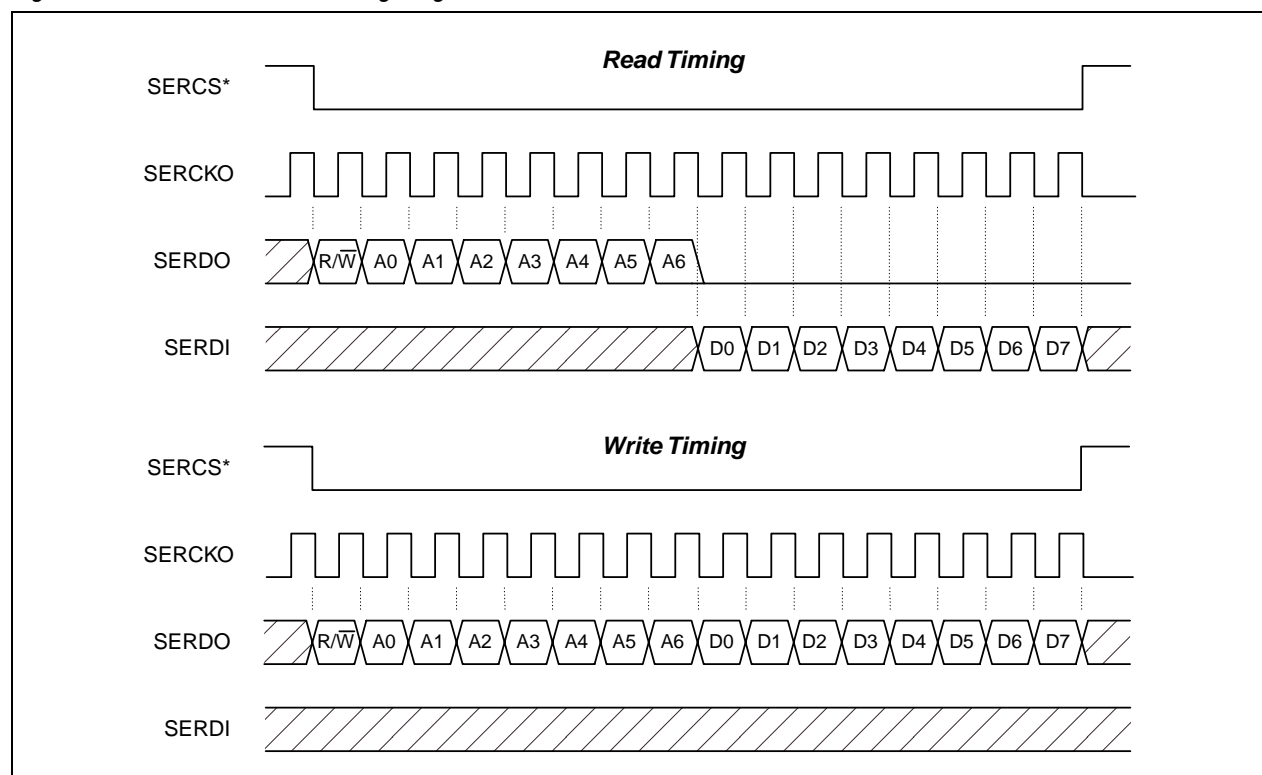 Read Timing
SERCS*
SERCKO
SERDO R/W̅ A0 A1 A2 A3 A4 A5 A6
SERDI D0 D1 D2 D3 D4 D5 D6 D7
Write Timing
SERCS*
SERCKO
SERDO R/W̅ A0 A1 A2 A3 A4 A5 A6 D0 D1 D2 D3 D4 D5 D6 D7
SERDI